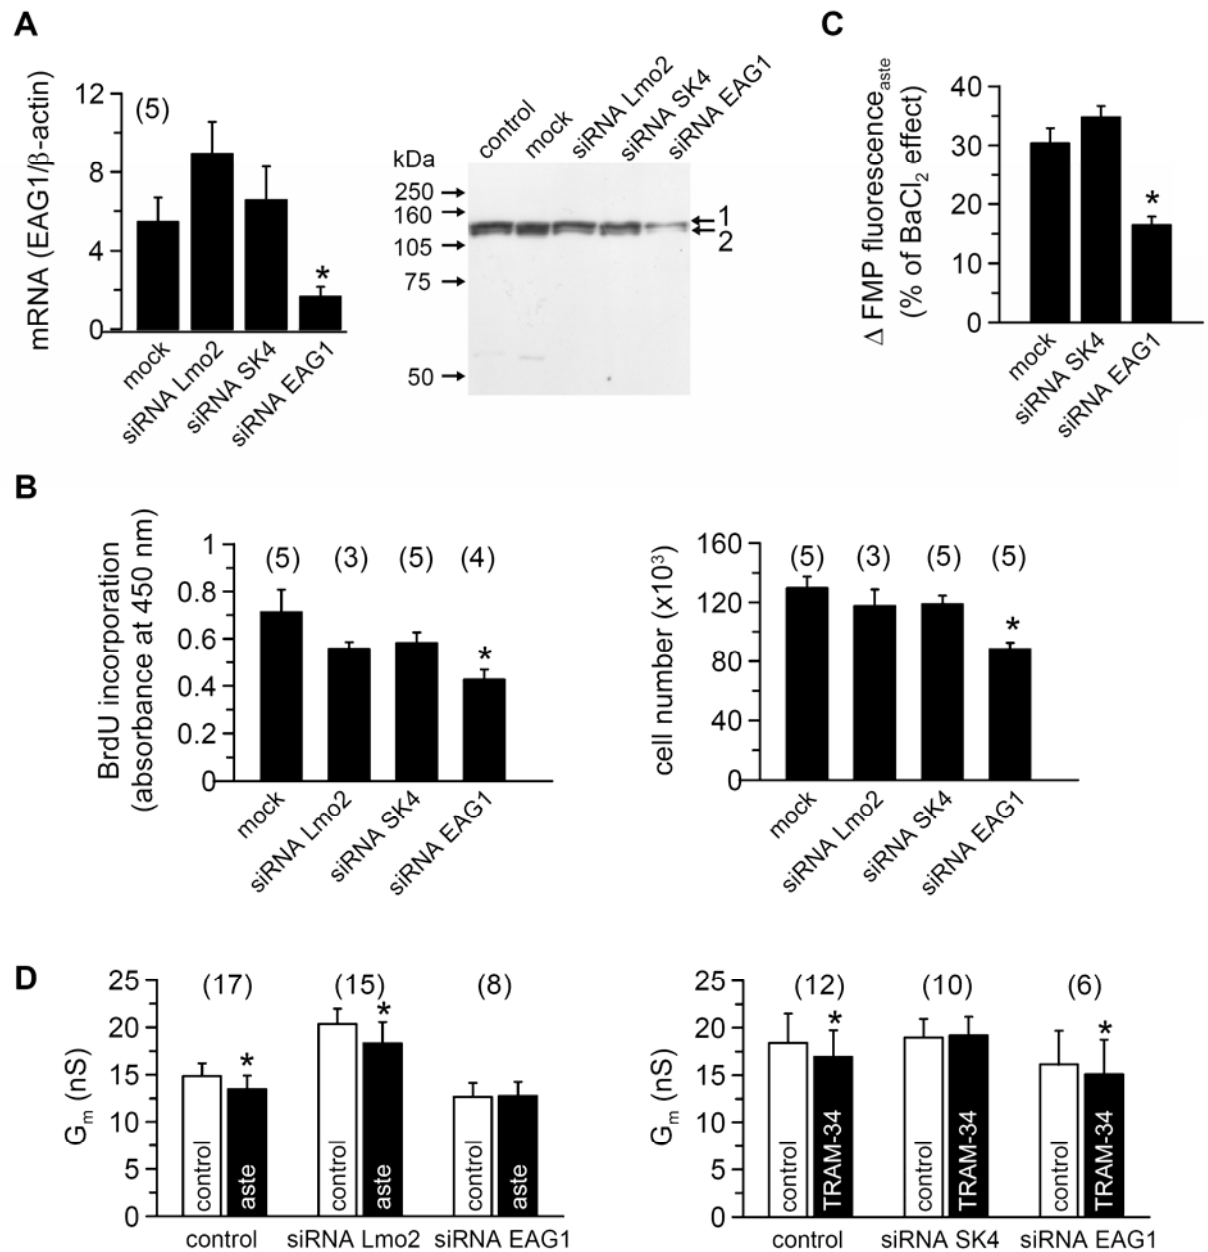 A
mRNA (EAG1/β-actin)
12
8
4
0
(5)
*
mock
siRNA Lmo2
siRNA SK4
siRNA EAG1
control
mock
siRNA Lmo2
siRNA SK4
siRNA EAG1
kDa
250
160
105
75
50
1
2
C
Δ FMP fluorescence_aste
(% of BaCl₂ effect)
40
30
20
10
0
*
mock
siRNA SK4
siRNA EAG1
B
BrdU incorporation
(absorbance at 450 nm)
1
0.8
0.6
0.4
0.2
0
(5) (3) (5) (4)
*
mock
siRNA Lmo2
siRNA SK4
siRNA EAG1
cell number (x10³)
160
120
80
40
0
(5) (3) (5) (5)
*
mock
siRNA Lmo2
siRNA SK4
siRNA EAG1
D
Gₘ (nS)
25
20
15
10
5
0
(17) (15) (8)
* *
control aste control aste control aste
control siRNA Lmo2 siRNA EAG1
Gₘ (nS)
25
20
15
10
5
0
(12) (10) (6)
* *
control TRAM-34 control TRAM-34 control TRAM-34
control siRNA SK4 siRNA EAG1